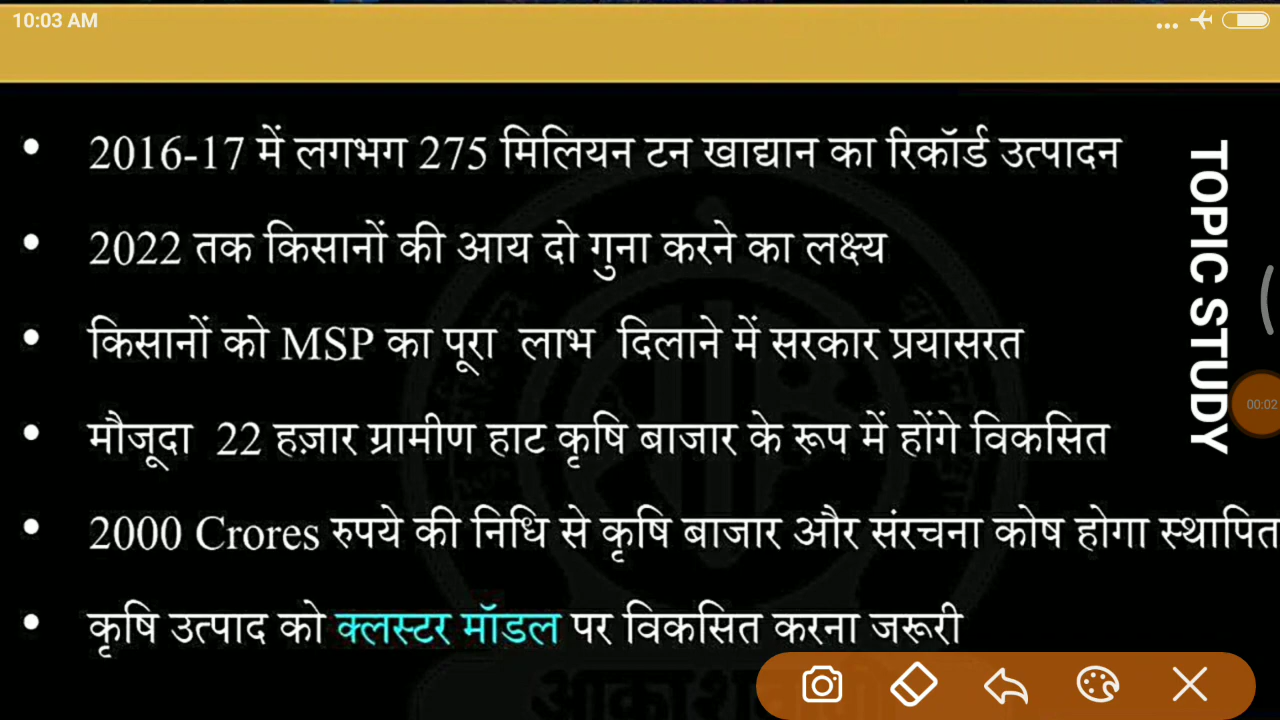 10:03 AM
• 2016-17 में लगभग 275 मिलियन टन खाद्यान का रिकॉर्ड उत्पादन
• 2022 तक किसानों की आय दो गुना करने का लक्ष्य
• किसानों को MSP का पूरा लाभ दिलाने में सरकार प्रयासरत
• मौजूदा 22 हज़ार ग्रामीण हाट कृषि बाजार के रूप में होंगे विकसित
• 2000 Crores रुपये की निधि से कृषि बाजार और संरचना कोष होगा स्थापित
• कृषि उत्पाद को क्लस्टर मॉडल पर विकसित करना जरूरी
TOPIC STUDY
00:02